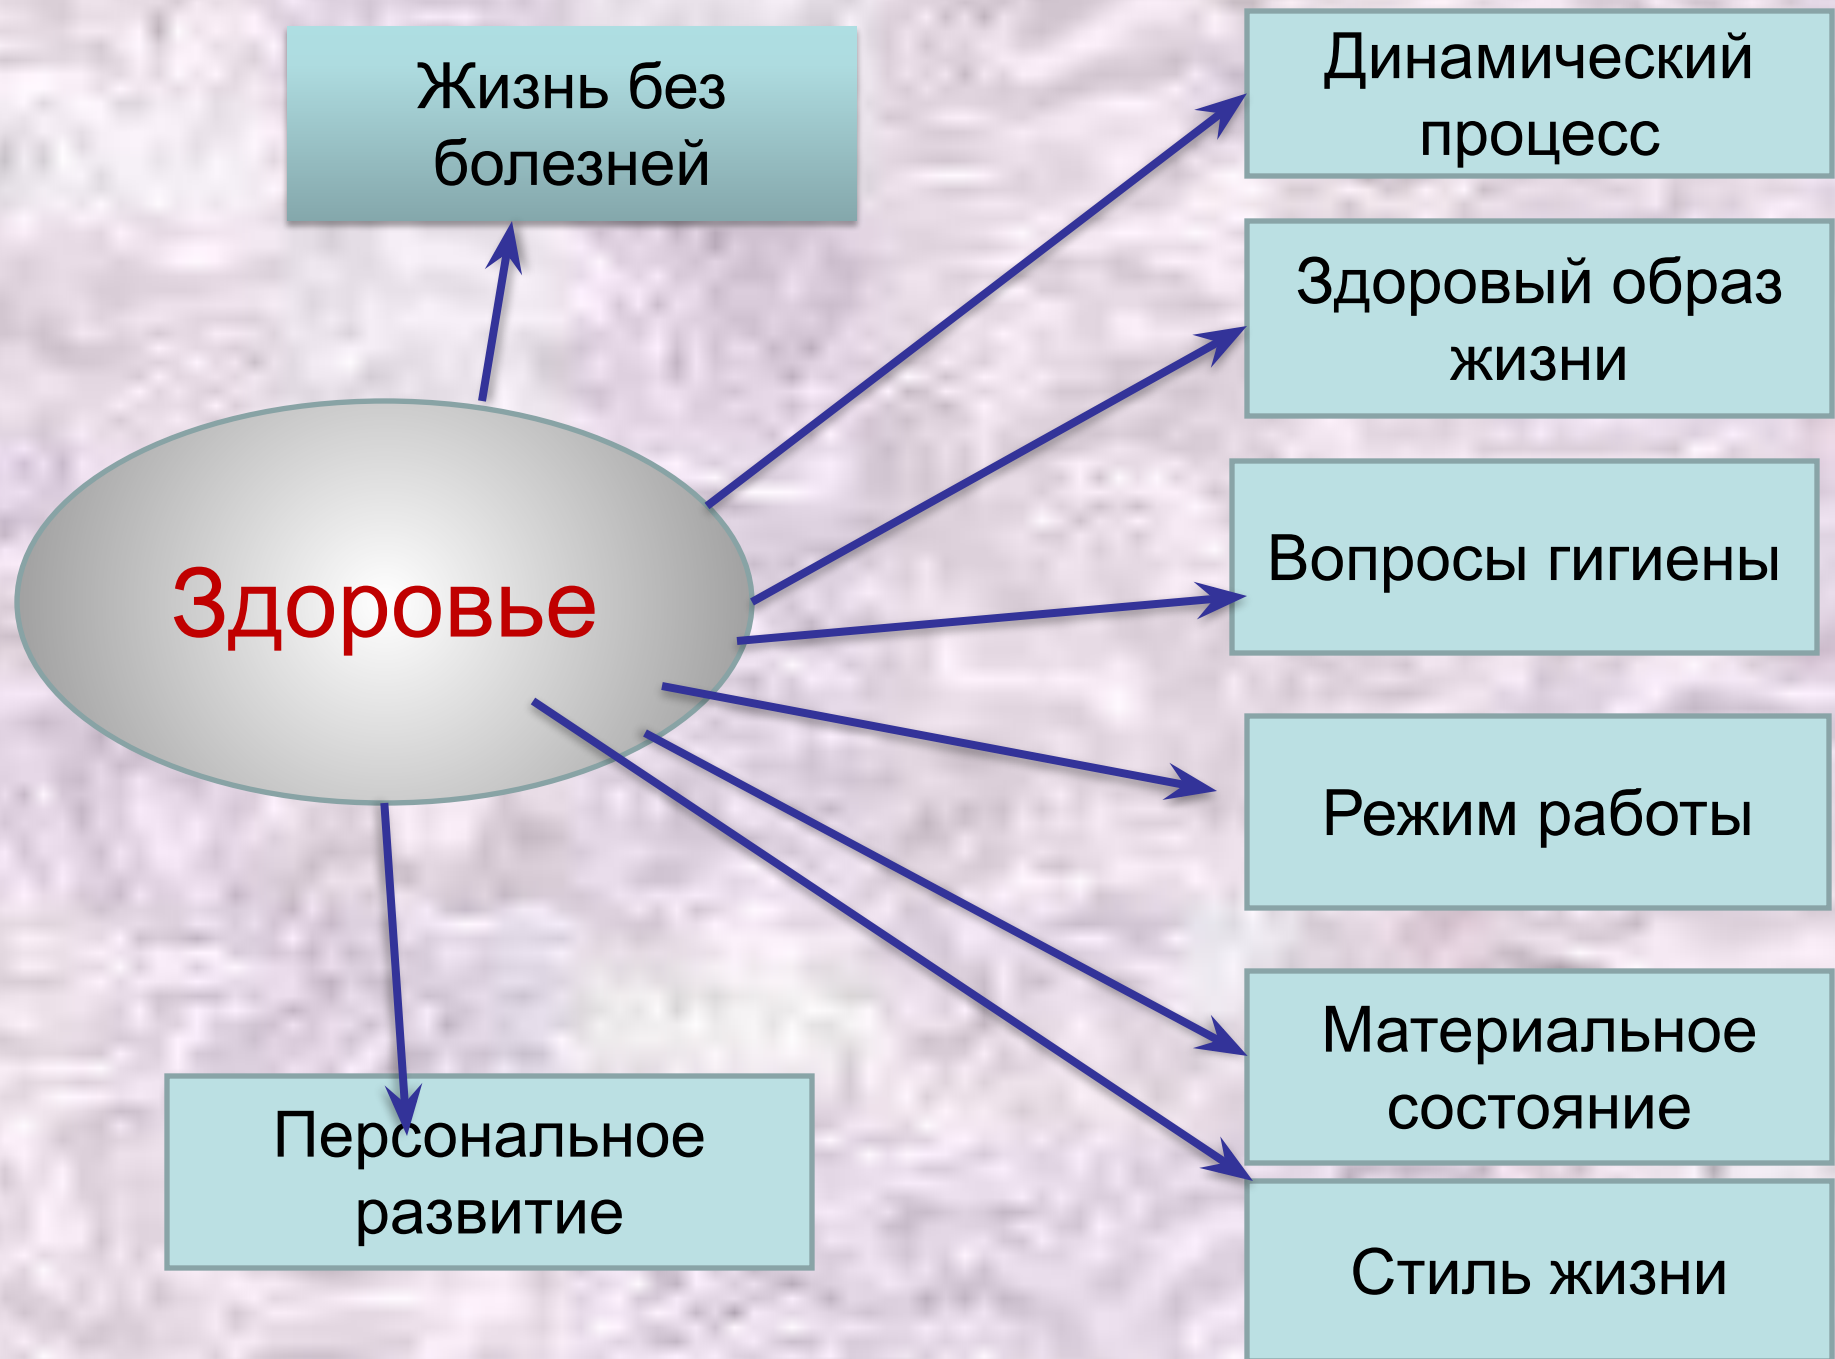 Жизнь без
болезней
Динамический
процесс
Здоровый образ
жизни
Вопросы гигиены
Здоровье
Режим работы
Материальное
состояние
Персональное
развитие
Стиль жизни